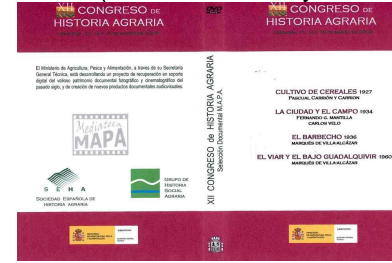 XII CONGRESO DE
HISTORIA AGRARIA
El Ministerio de Agricultura, Pesca y Alimentación, a través de su Secretaría
General Técnica, está desarrollando un proyecto de recuperación en soporte
digital del valioso patrimonio documental fotográfico y cinematográfico del
pasado siglo, y de creación de nuevos productos documentales audiovisuales.
Mediateca
MAPA
S E H A
SOCIEDAD ESPAÑOLA DE
HISTORIA AGRARIA
GRUPO DE
HISTORIA
SOCIAL
AGRARIA
DVD
XII CONGRESO DE HISTORIA AGRARIA
Selección Documental M.A.P.A.
XII CONGRESO DE
HISTORIA AGRARIA
CULTIVO DE CEREALES 1927
PASCUAL CARRIÓN Y CARRIÓN
LA CIUDAD Y EL CAMPO 1934
FERNANDO G. MANTILLA
CARLOS VELO
EL BARBECHO 1936
MARQUÉS DE VILLA-ALCÁZAR
EL VIAR Y EL BAJO GUADALQUIVIR 1960
MARQUÉS DE VILLA-ALCÁZAR